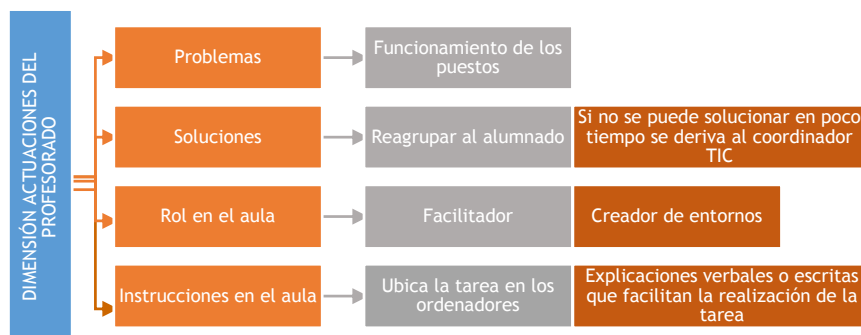 DIMENSIÓN ACTUACIONES DEL
PROFESORADO
Problemas
Funcionamiento de los
puestos
Soluciones
Reagrupar al alumnado
Si no se puede solucionar en poco
tiempo se deriva al coordinador
TIC
Rol en el aula
Facilitador
Creador de entornos
Instrucciones en el aula
Ubica la tarea en los
ordenadores
Explicaciones verbales o escritas
que facilitan la realización de la
tarea